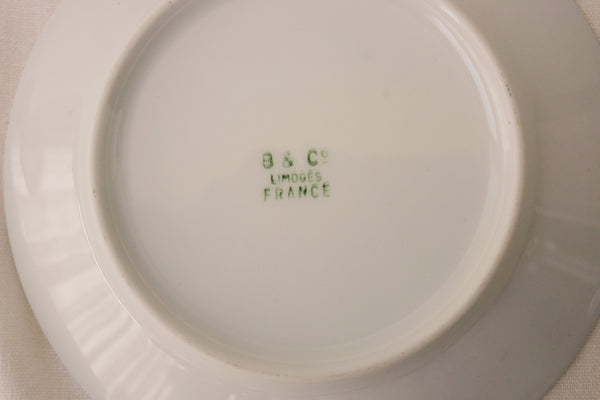 B & Cº
LIMOGES
FRANCE